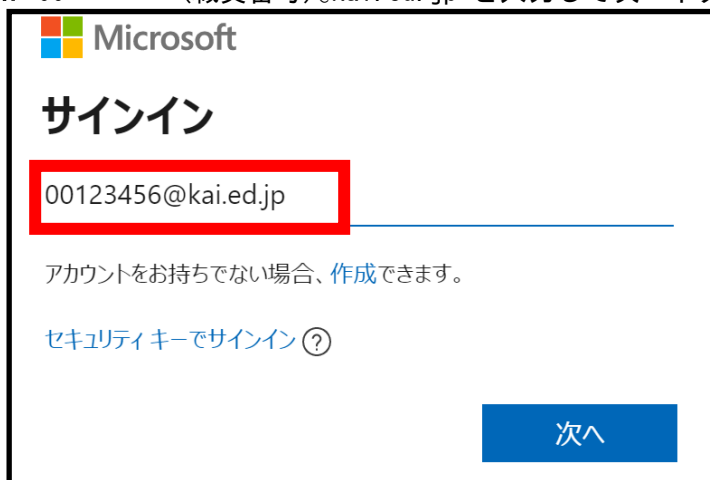 Microsoft
サインイン
00123456@kai.ed.jp
アカウントをお持ちでない場合、作成できます。
セキュリティ キーでサインイン
次へ